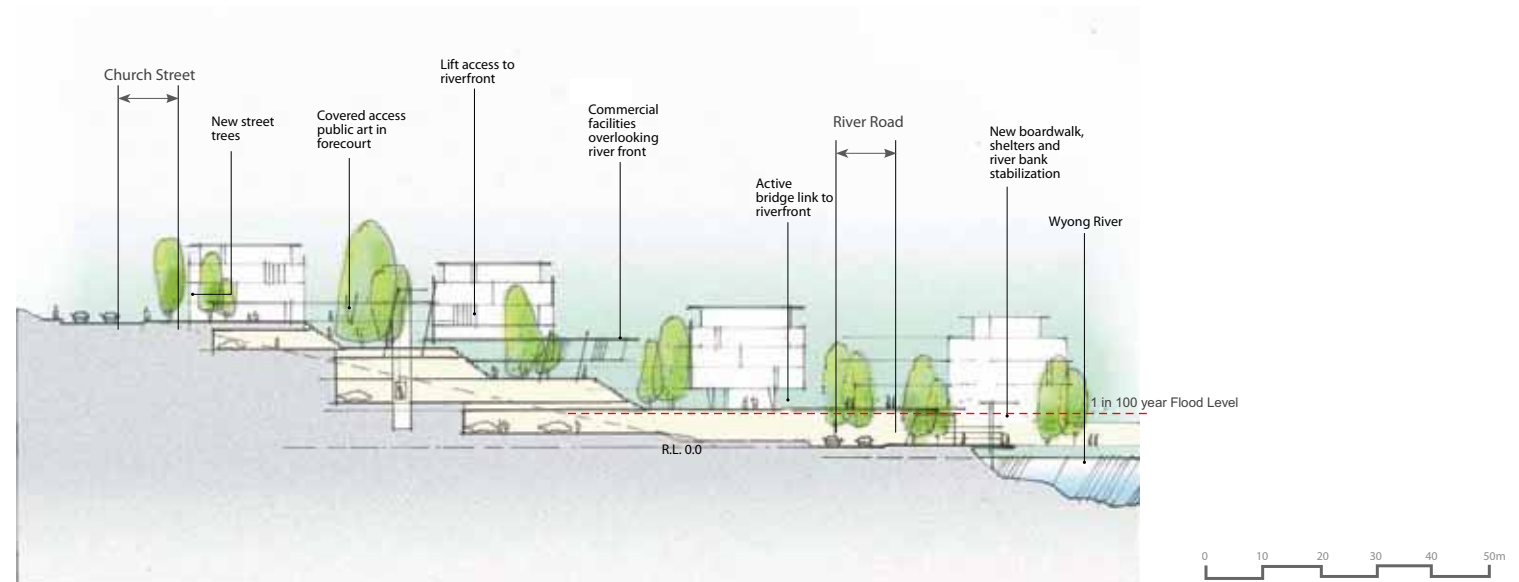 Church Street
New street
trees
Covered access
public art in
forecourt
Lift access to
riverfront
Commercial
facilities
overlooking
river front
Active
bridge link to
riverfront
River Road
New boardwalk,
shelters and
river bank
stabilization
Wyong River
1 in 100 year Flood Level
R.L. 0.0
0 10 20 30 40 50m